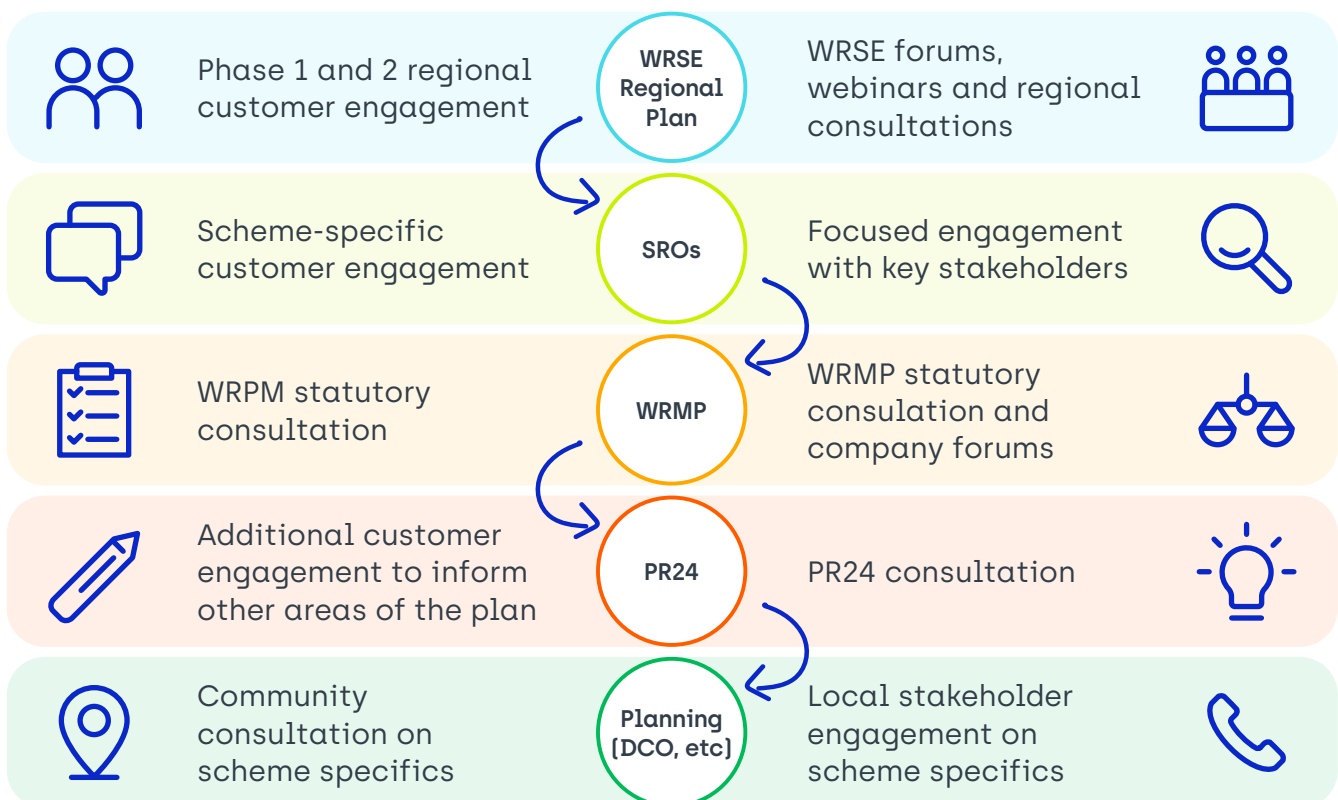 Phase 1 and 2 regional
customer engagement
WRSE
Regional
Plan
WRSE forums,
webinars and regional
consultations
Scheme-specific
customer engagement
SROs
Focused engagement
with key stakeholders
WRPM statutory
consultation
WRMP
WRMP statutory
consulation and
company forums
Additional customer
engagement to inform
other areas of the plan
PR24
PR24 consultation
Community
consultation on
scheme specifics
Planning
(DCO, etc)
Local stakeholder
engagement on
scheme specifics